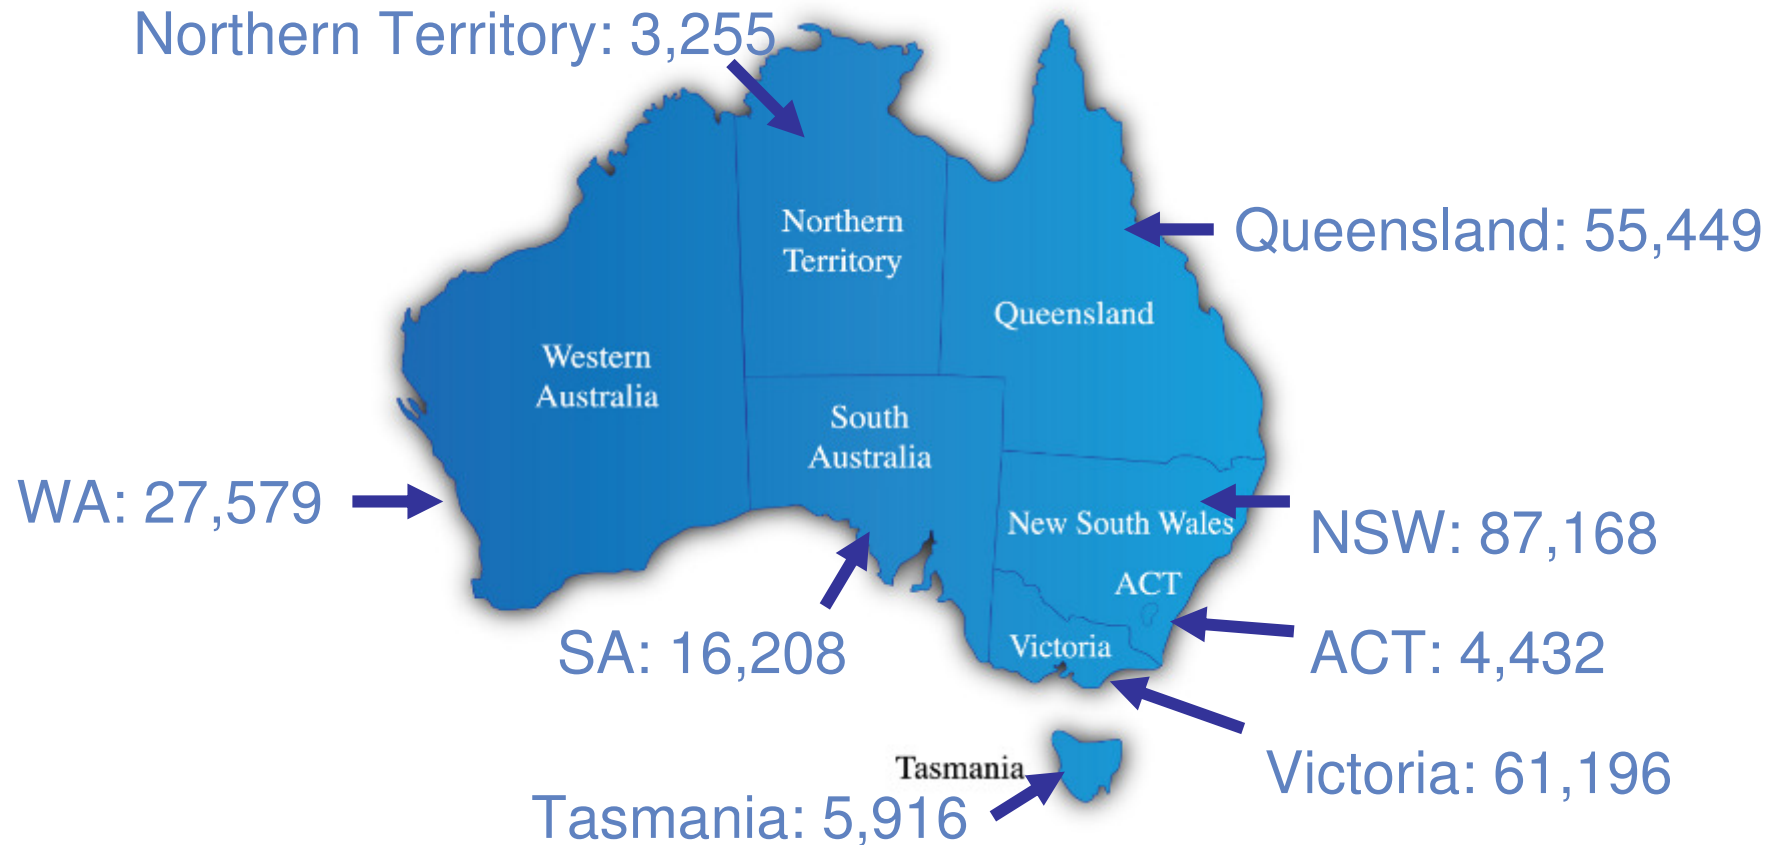 Northern Territory: 3,255
Northern
Territory
Queensland: 55,449
Queensland
Western
Australia
South
Australia
WA: 27,579
New South Wales
NSW: 87,168
ACT
SA: 16,208
Victoria
ACT: 4,432
Tasmania
Victoria: 61,196
Tasmania: 5,916